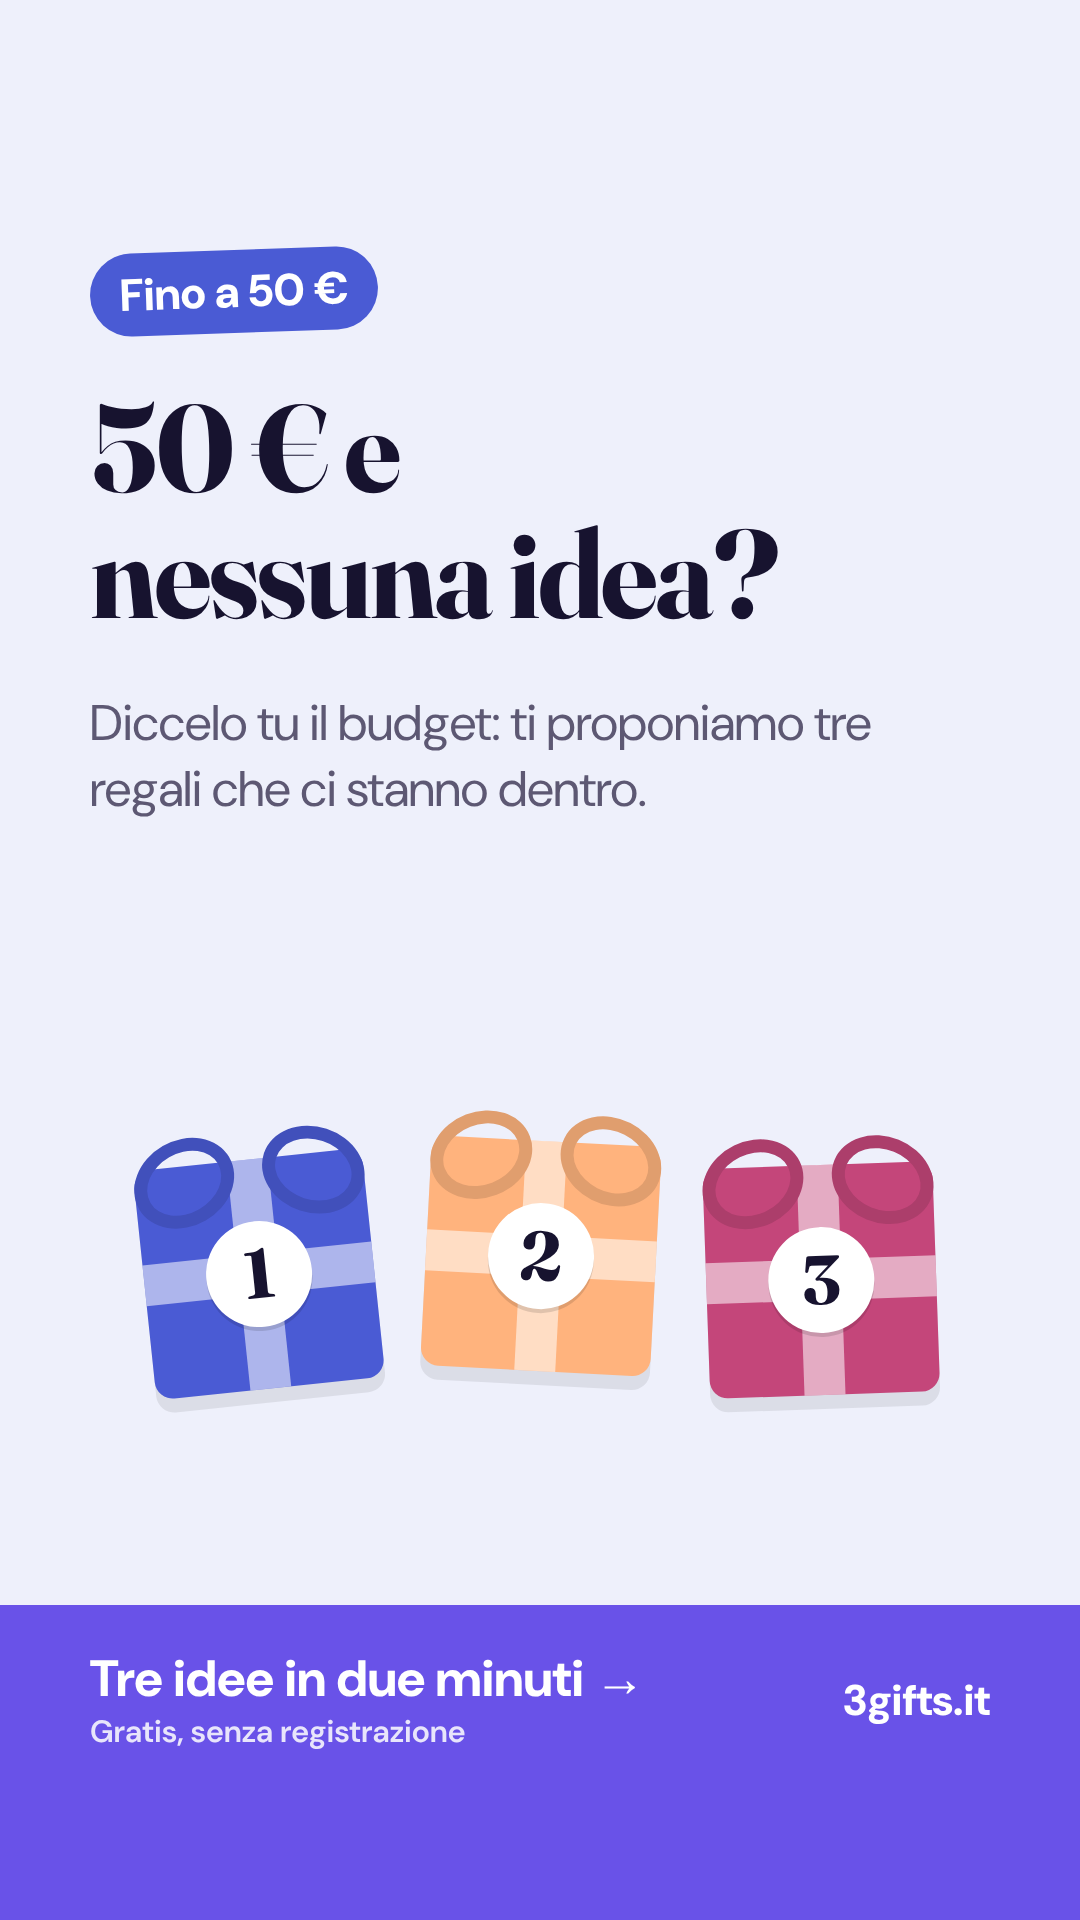 Fino a 50 €
50 € e
nessuna idea?
Diccelo tu il budget: ti proponiamo tre
regali che ci stanno dentro.
1
2
3
Tre idee in due minuti →
Gratis, senza registrazione
3gifts.it